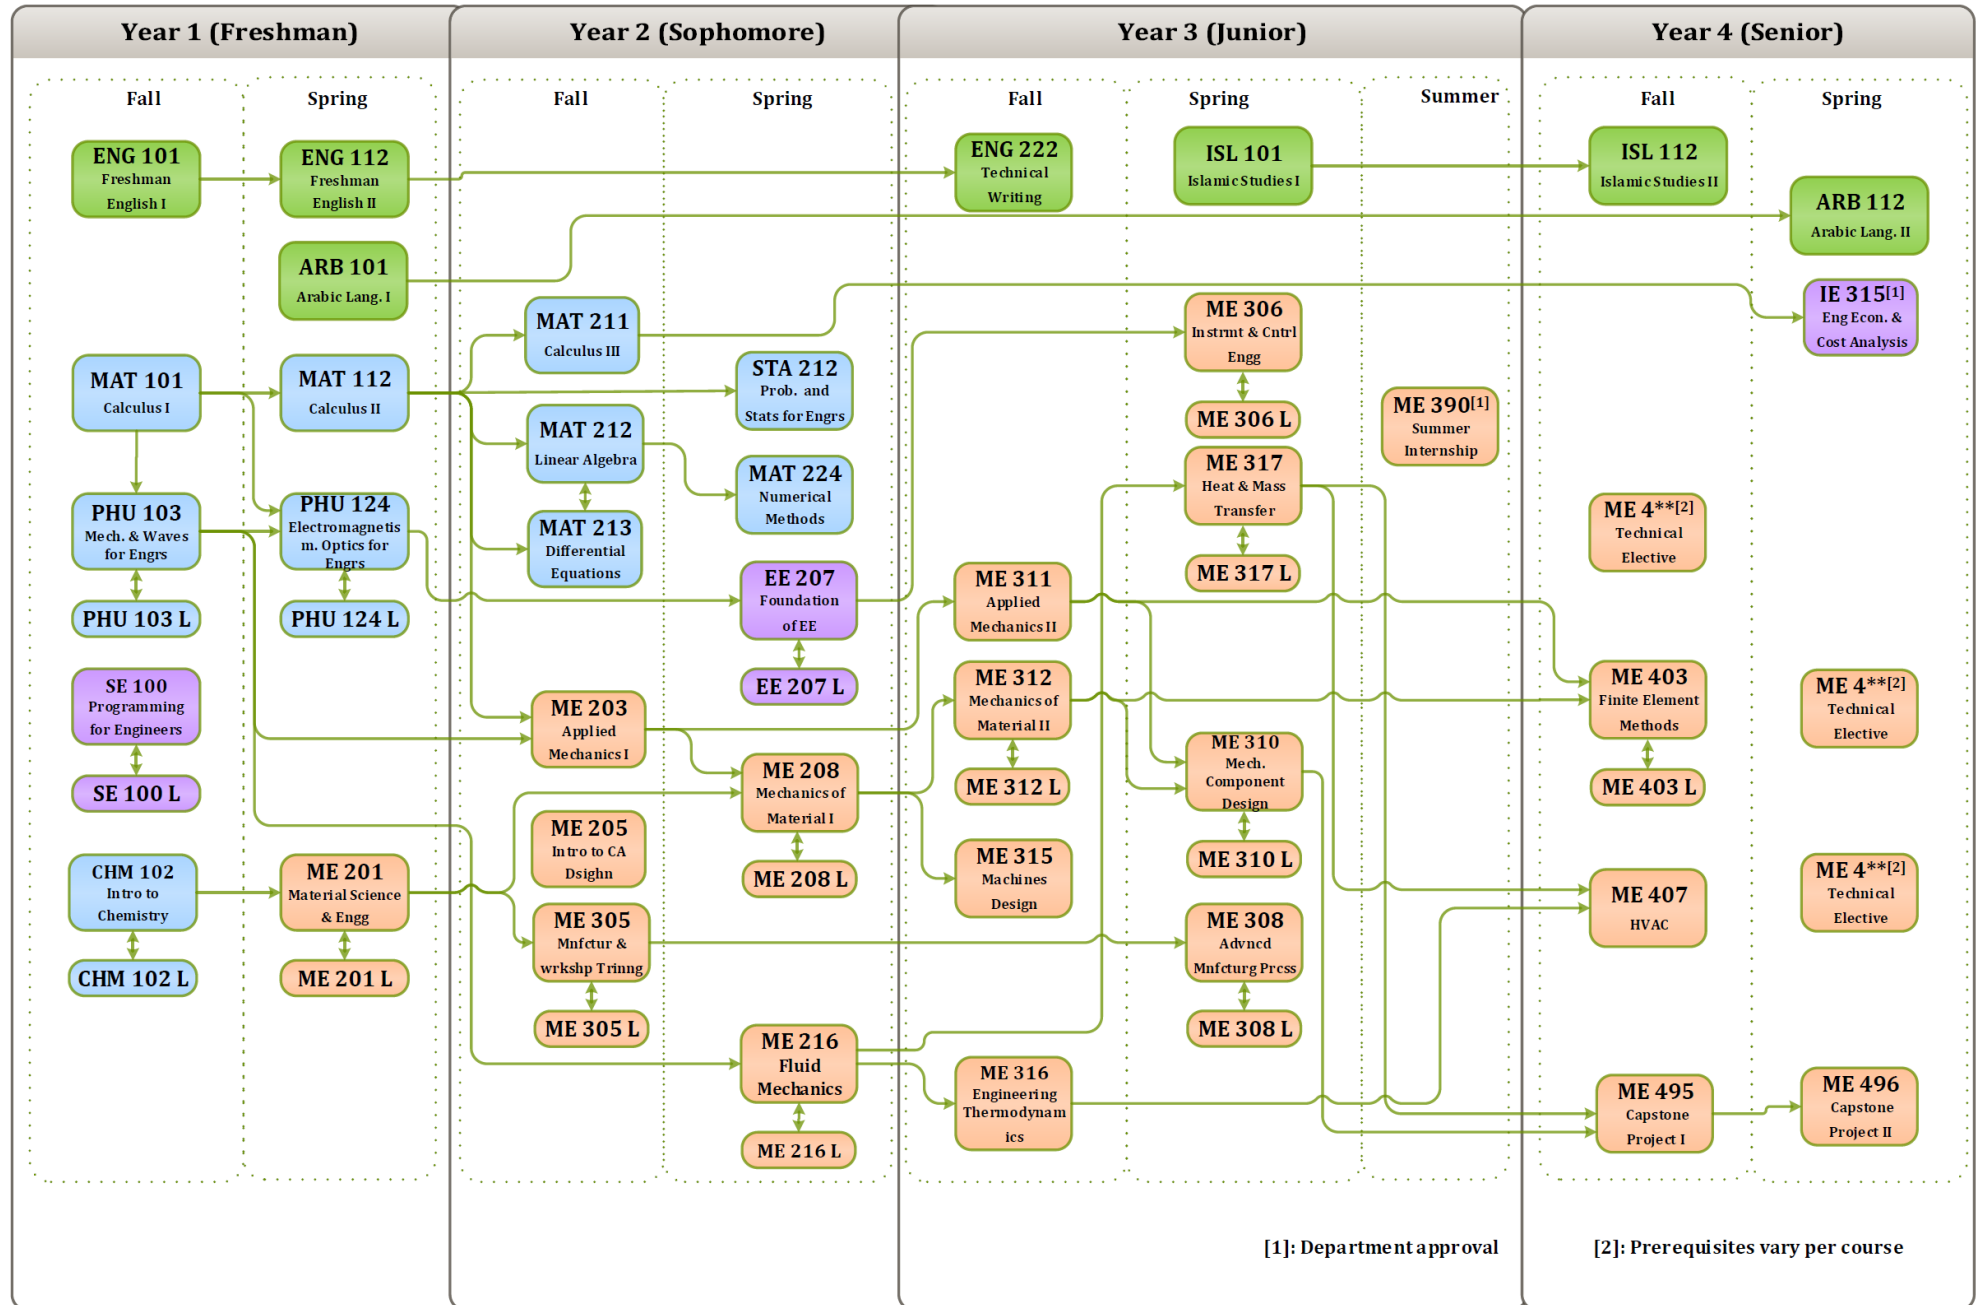 Year 1 (Freshman)
Year 2 (Sophomore)
Year 3 (Junior)
Year 4 (Senior)
Fall
Spring
Fall
Spring
Fall
Spring
Summer
Fall
Spring
ENG 101
Freshman
English I
MAT 101
Calculus I
PHU 103
Mech. & Waves
for Engrs
PHU 103 L
SE 100
Programming
for Engineers
SE 100 L
CHM 102
Intro to
Chemistry
CHM 102 L
ENG 112
Freshman
English II
ARB 101
Arabic Lang. I
MAT 112
Calculus II
PHU 124
Electromagnetis
m. Optics for
Engrs
PHU 124 L
ME 201
Material Science
& Engg
ME 201 L
MAT 211
Calculus III
MAT 212
Linear Algebra
MAT 213
Differential
Equations
ME 203
Applied
Mechanics I
ME 205
Intro to CA
Dsighn
ME 305
Mnfctur &
wrkshp Trinng
ME 305 L
STA 212
Prob. and
Stats for Engrs
MAT 224
Numerical
Methods
EE 207
Foundation
of EE
EE 207 L
ME 208
Mechanics of
Material I
ME 208 L
ME 216
Fluid
Mechanics
ME 216 L
ENG 222
Technical
Writing
ME 311
Applied
Mechanics II
ME 312
Mechanics of
Material II
ME 312 L
ME 315
Machines
Design
ME 316
Engineering
Thermodynam
ics
ISL 101
Islamic Studies I
ME 306
Instrmt & Cntrl
Engg
ME 306 L
ME 317
Heat & Mass
Transfer
ME 317 L
ME 310
Mech.
Component
Design
ME 310 L
ME 308
Advncd
Mnfcturg Prcss
ME 308 L
ME 390[1]
Summer
Internship
ISL 112
Islamic Studies II
ME 4**[2]
Technical
Elective
ME 403
Finite Element
Methods
ME 403 L
ME 407
HVAC
ME 495
Capstone
Project I
ARB 112
Arabic Lang. II
IE 315[1]
Eng Econ. &
Cost Analysis
ME 4**[2]
Technical
Elective
ME 4**[2]
Technical
Elective
ME 496
Capstone
Project II
[1]: Department approval
[2]: Prerequisites vary per course